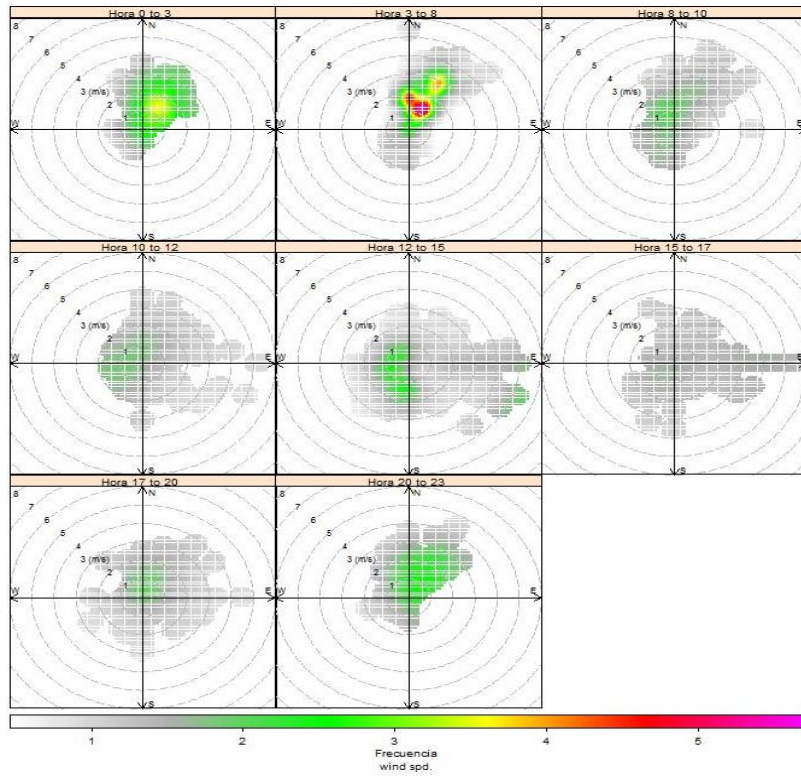 Hora 0 to 3
8
N
7
6
5
4
3 (m/s)
2
1
W
E
S
Hora 3 to 8
8
N
7
6
5
4
3 (m/s)
2
1
W
E
S
Hora 8 to 10
8
N
7
6
5
4
3 (m/s)
2
1
W
E
S
Hora 10 to 12
8
N
7
6
5
4
3 (m/s)
2
1
W
E
S
Hora 12 to 15
8
N
7
6
5
4
3 (m/s)
2
1
W
E
S
Hora 15 to 17
8
N
7
6
5
4
3 (m/s)
2
1
W
E
S
Hora 17 to 20
8
N
7
6
5
4
3 (m/s)
2
1
W
E
S
Hora 20 to 23
8
N
7
6
5
4
3 (m/s)
2
1
W
E
S
1 2 3 4 5
Frecuencia
wind spd.